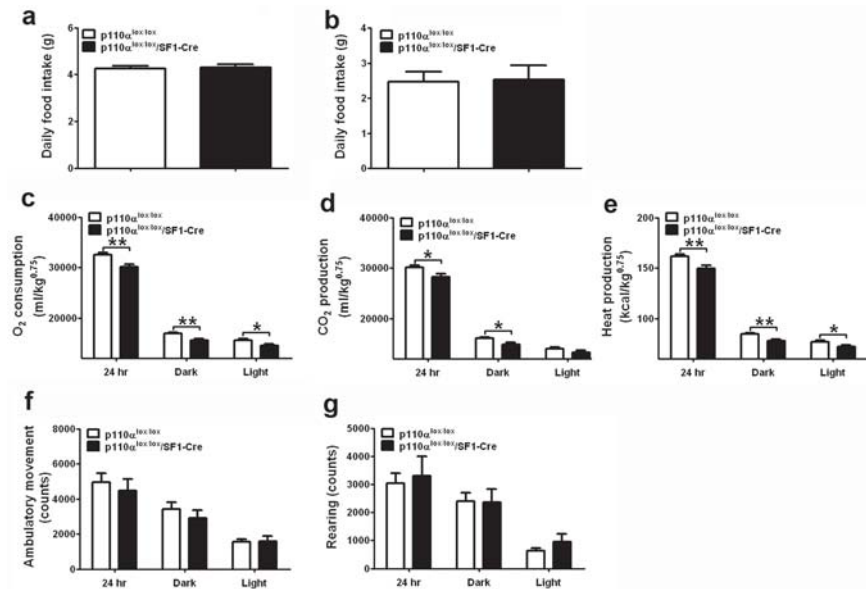 a
p110α lox/lox
p110α lox/lox/SF1-Cre
Daily food intake (g)
6
4
2
0
b
p110α lox/lox
p110α lox/lox/SF1-Cre
Daily food intake (g)
4
3
2
1
0
c
p110α lox/lox
p110α lox/lox/SF1-Cre
O₂ consumption
(ml/kg^0.75)
40000
30000
20000
**
**
*
24 hr Dark Light
d
p110α lox/lox
p110α lox/lox/SF1-Cre
CO₂ production
(ml/kg^0.75)
40000
30000
20000
*
*
24 hr Dark Light
e
p110α lox/lox
p110α lox/lox/SF1-Cre
Heat production
(kcal/kg^0.75)
200
150
100
**
**
*
24 hr Dark Light
f
p110α lox/lox
p110α lox/lox/SF1-Cre
Ambulatory movement
(counts)
8000
6000
4000
2000
0
24 hr Dark Light
g
p110α lox/lox
p110α lox/lox/SF1-Cre
Rearing (counts)
5000
4000
3000
2000
1000
0
24 hr Dark Light